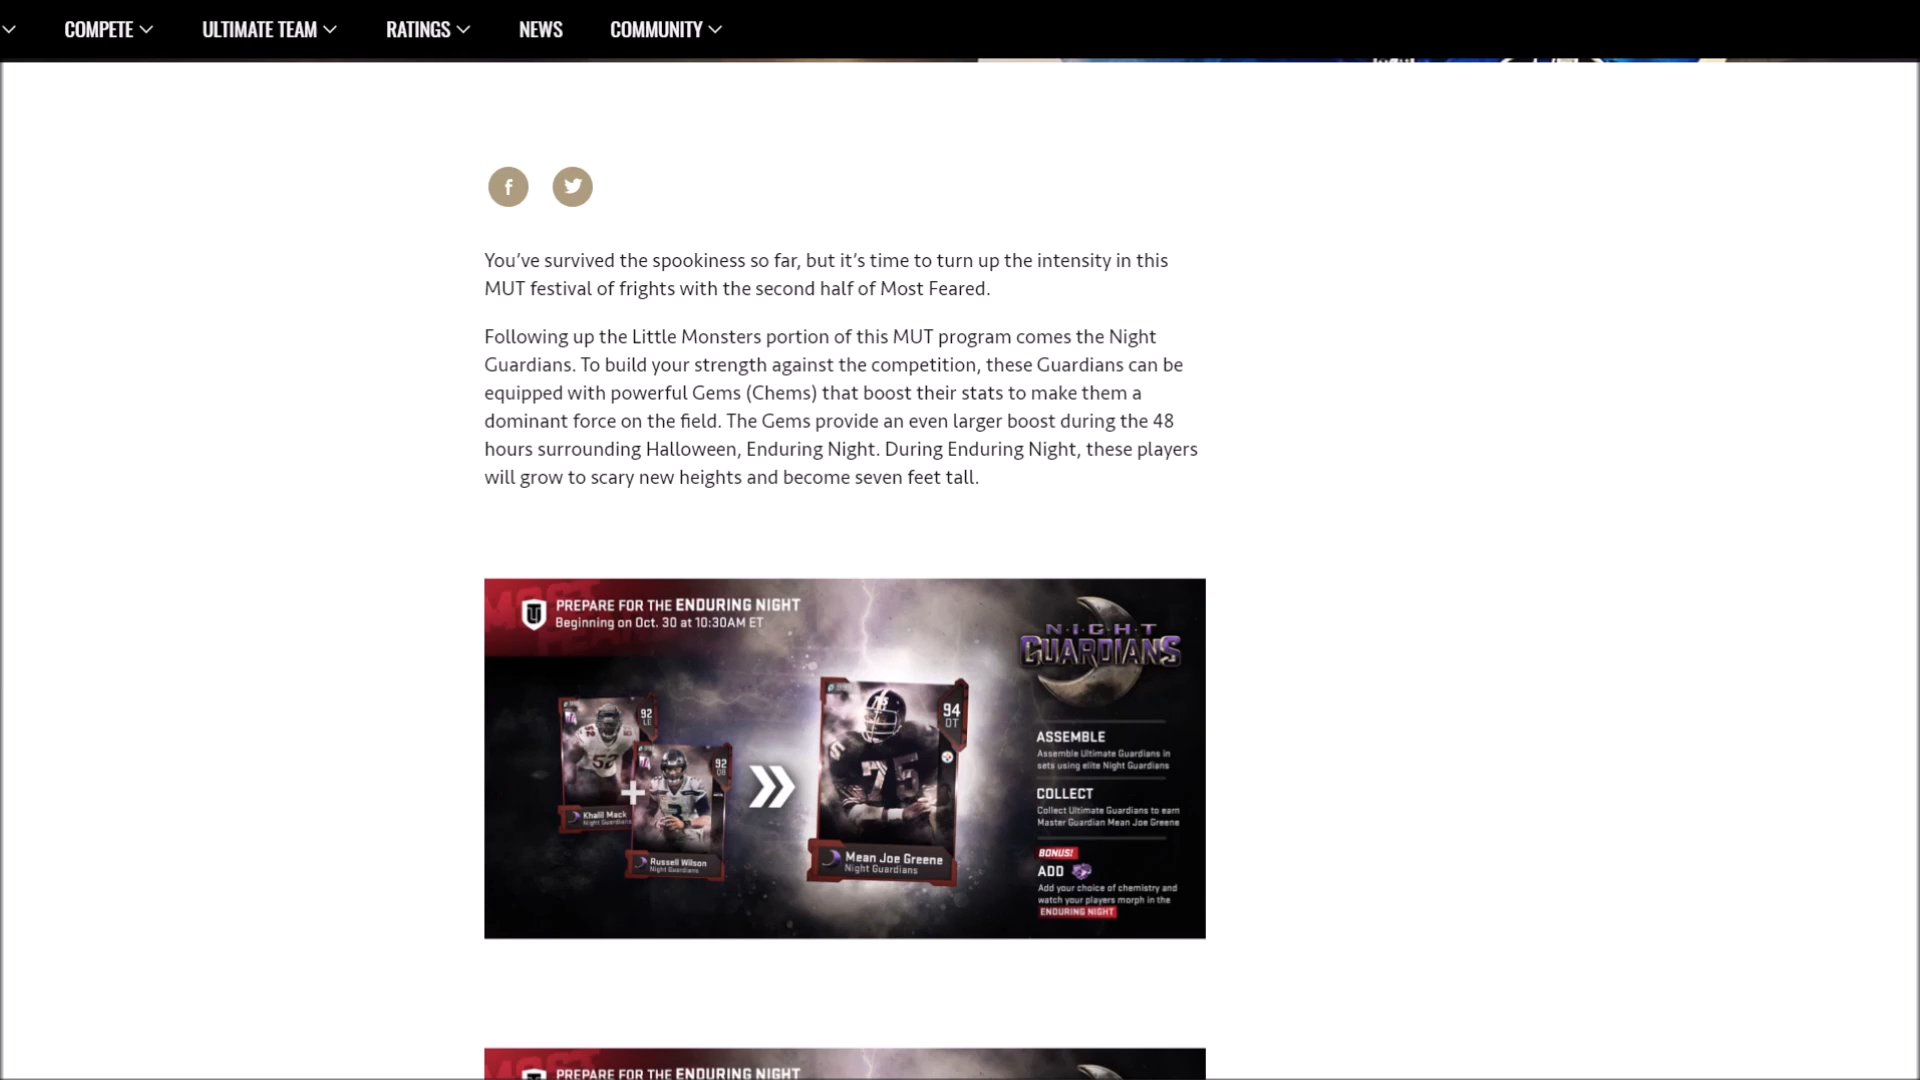 COMPETE
ULTIMATE TEAM
RATINGS
NEWS
COMMUNITY
You’ve survived the spookiness so far, but it’s time to turn up the intensity in this
MUT festival of frights with the second half of Most Feared.
Following up the Little Monsters portion of this MUT program comes the Night
Guardians. To build your strength against the competition, these Guardians can be
equipped with powerful Gems (Chems) that boost their stats to make them a
dominant force on the field. The Gems provide an even larger boost during the 48
hours surrounding Halloween, Enduring Night. During Enduring Night, these players
will grow to scary new heights and become seven feet tall.
PREPARE FOR THE ENDURING NIGHT
Beginning on Oct. 30 at 10:30AM ET
NIGHT
GUARDIANS
92
LE
52
Khalil Mack
Night Guardians
92
QB
3
Russell Wilson
Night Guardians
94
DT
75
Mean Joe Greene
Night Guardians
ASSEMBLE
Assemble Ultimate Guardians in
sets using elite Night Guardians
COLLECT
Collect Ultimate Guardians to earn
Master Guardian Mean Joe Greene
BONUS!
ADD
Add your choice of chemistry and
watch your players morph in the
ENDURING NIGHT
PREPARE FOR THE ENDURING NIGHT